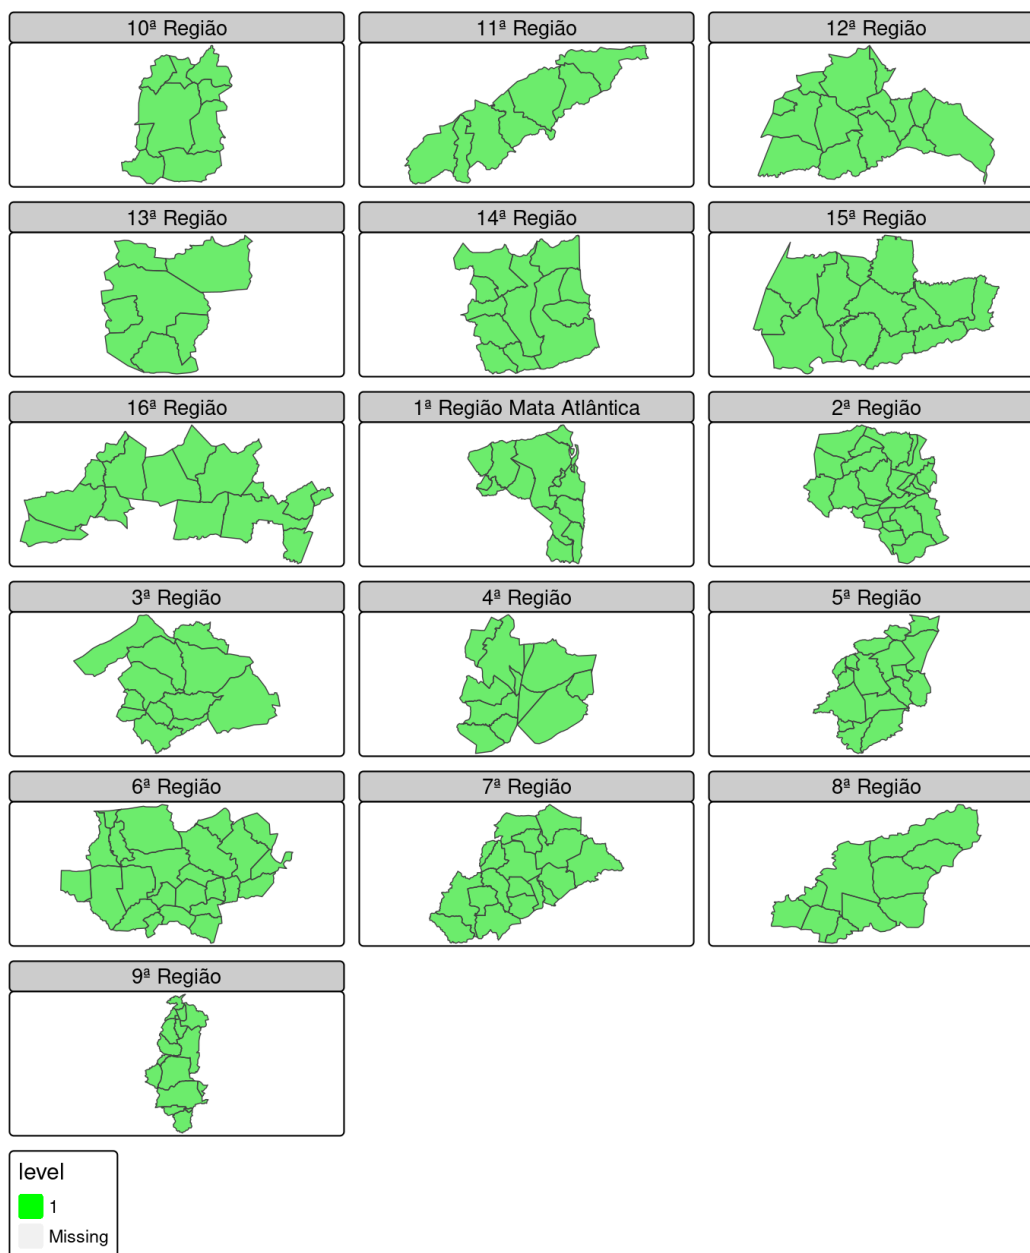 10ª Região
11ª Região
12ª Região
13ª Região
14ª Região
15ª Região
16ª Região
1ª Região Mata Atlântica
2ª Região
3ª Região
4ª Região
5ª Região
6ª Região
7ª Região
8ª Região
9ª Região
level
1
Missing